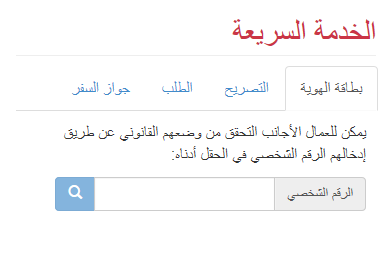 الخدمة السريعة
بطاقة الهوية
التصريح
الطلب
جواز السفر
يمكن للعمال الأجانب التحقق من وضعهم القانوني عن طريق
إدخالهم الرقم الشخصي في الحقل أدناه:
الرقم الشخصي